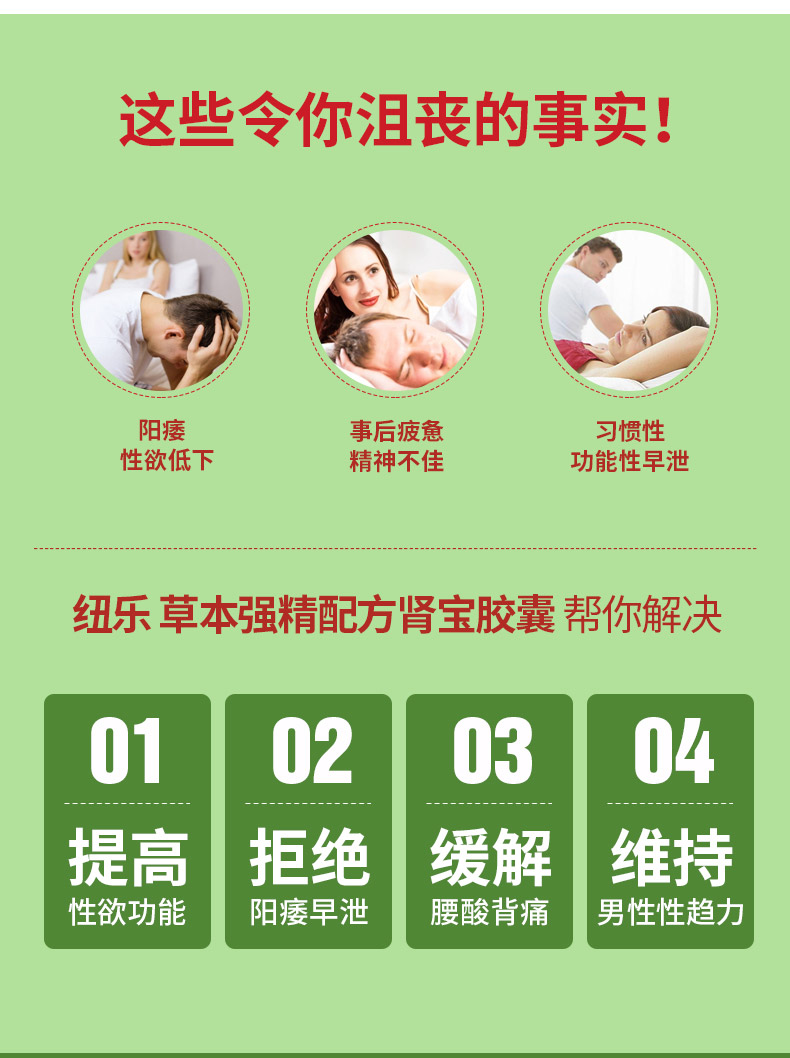 这些令你沮丧的事实！
阳痿
性欲低下
事后疲惫
精神不佳
习惯性
功能性早泄
纽乐 草本强精配方肾宝胶囊 帮你解决
01
提高
性欲功能
02
拒绝
阳痿早泄
03
缓解
腰酸背痛
04
维持
男性性趋力